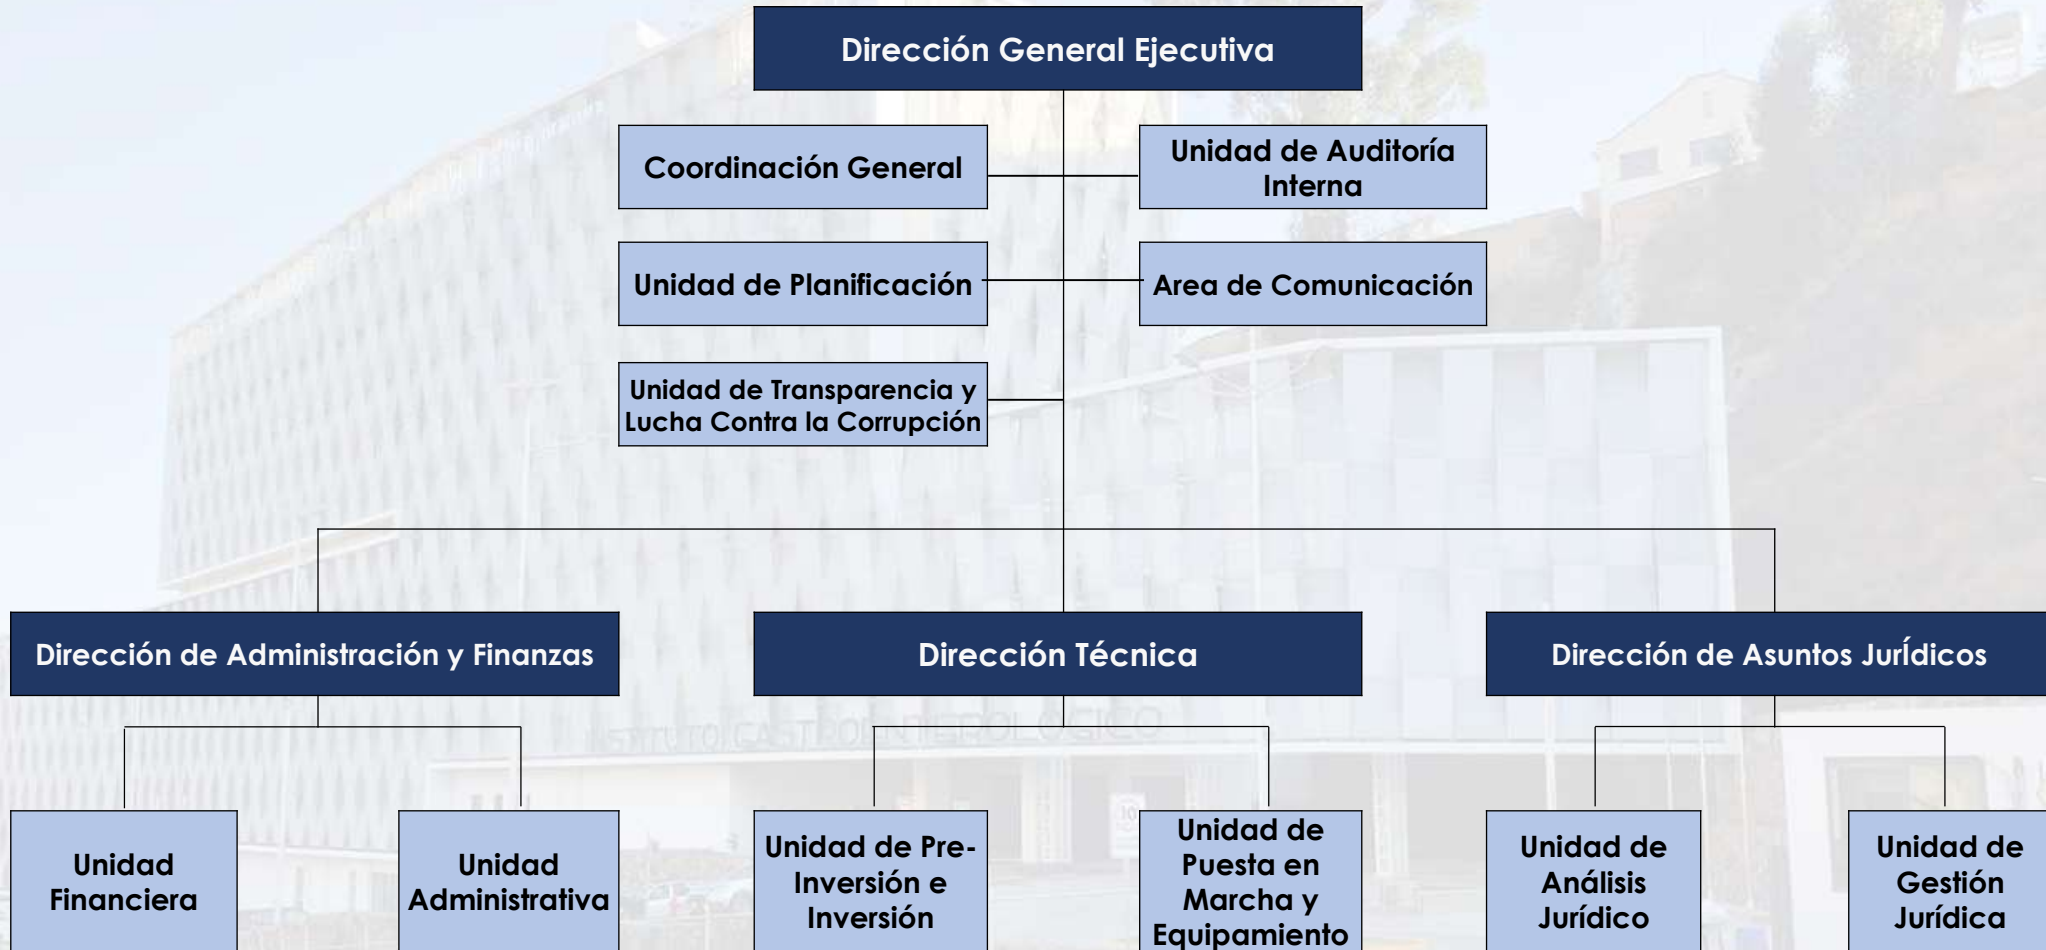 Dirección General Ejecutiva
Coordinación General
Unidad de Auditoría
Interna
Unidad de Planificación
Area de Comunicación
Unidad de Transparencia y
Lucha Contra la Corrupción
Dirección de Administración y Finanzas
Dirección Técnica
Dirección de Asuntos JurÍdicos
INSTITUTO GASTROENTEROLOGICO
Unidad
Financiera
Unidad
Administrativa
Unidad de Pre-
Inversión e
Inversión
Unidad de
Puesta en
Marcha y
Equipamiento
Unidad de
Análisis
Jurídico
Unidad de
Gestión
Jurídica